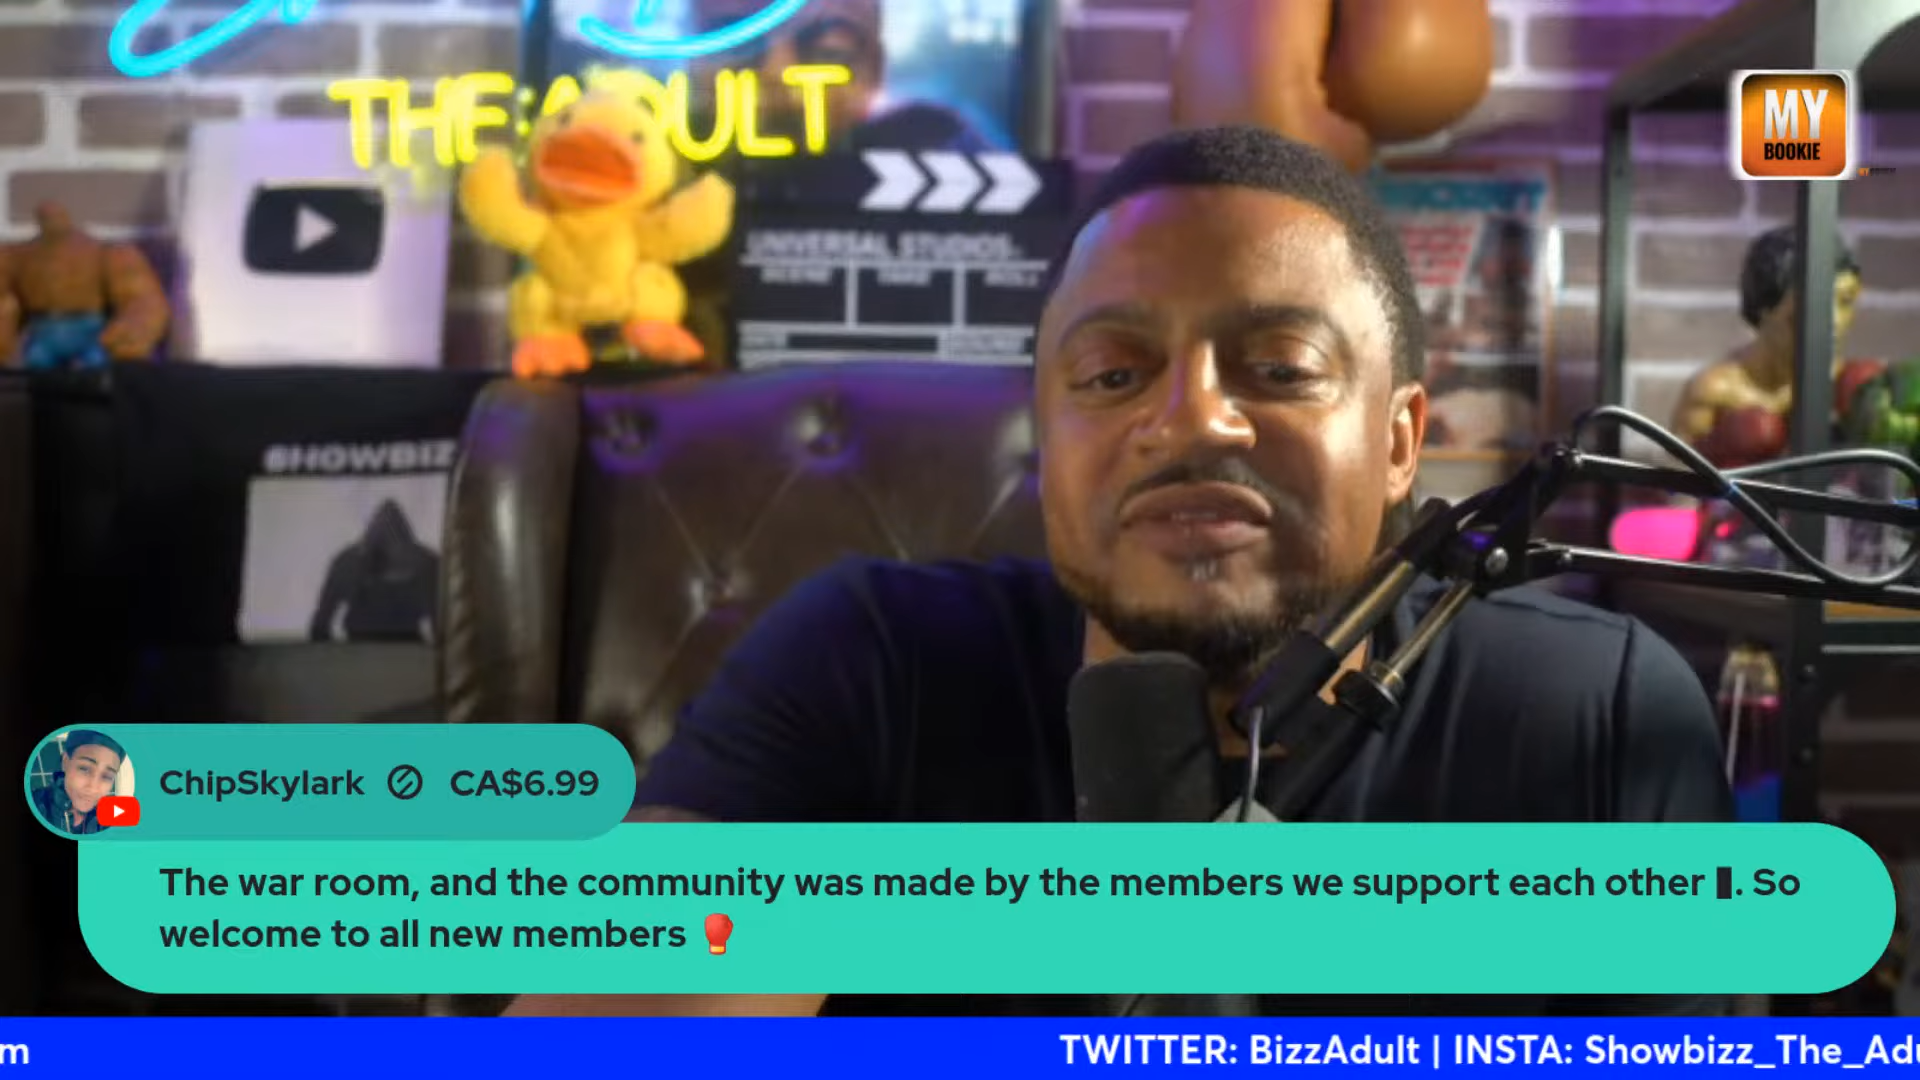 THE ADULT
MY
BOOKIE
UNIVERSAL STUDIOS
SHOWBIZ
ChipSkylark CA$6.99
The war room, and the community was made by the members we support each other . So
welcome to all new members
m TWITTER: BizzAdult | INSTA: Showbizz_The_Adu